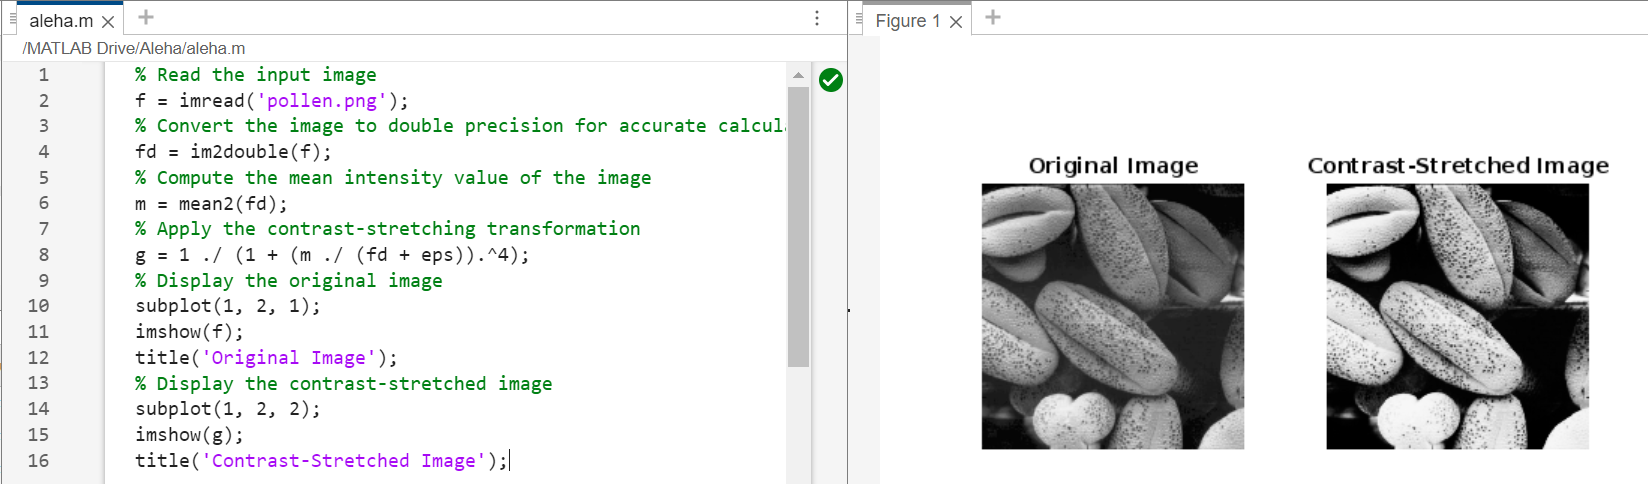 aleha.m
/MATLAB Drive/Aleha/aleha.m
1 % Read the input image
2 f = imread('pollen.png');
3 % Convert the image to double precision for accurate
4 fd = im2double(f);
5 % Compute the mean intensity value of the image
6 m = mean2(fd);
7 % Apply the contrast-stretching transformation
8 g = 1 ./ (1 + (m ./ (fd + eps)).^4);
9 % Display the original image
10 subplot(1, 2, 1);
11 imshow(f);
12 title('Original Image');
13 % Display the contrast-stretched image
14 subplot(1, 2, 2);
15 imshow(g);
16 title('Contrast-Stretched Image');
Figure 1
Original Image
Contrast-Stretched Image